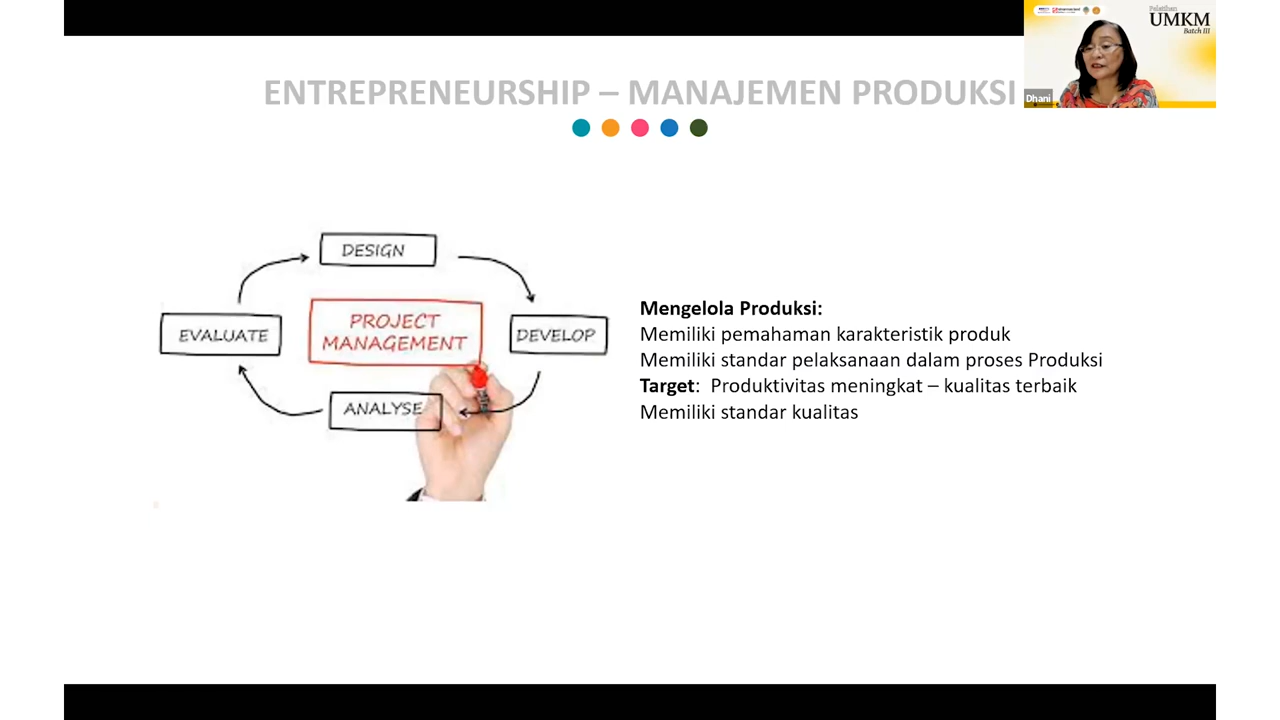 Pelatihan
UMKM
Batch III
Dhani
ENTREPRENEURSHIP – MANAJEMEN PRODUKSI
DESIGN
EVALUATE
PROJECT
MANAGEMENT
DEVELOP
ANALYSE
Mengelola Produksi:
Memiliki pemahaman karakteristik produk
Memiliki standar pelaksanaan dalam proses Produksi
Target: Produktivitas meningkat – kualitas terbaik
Memiliki standar kualitas